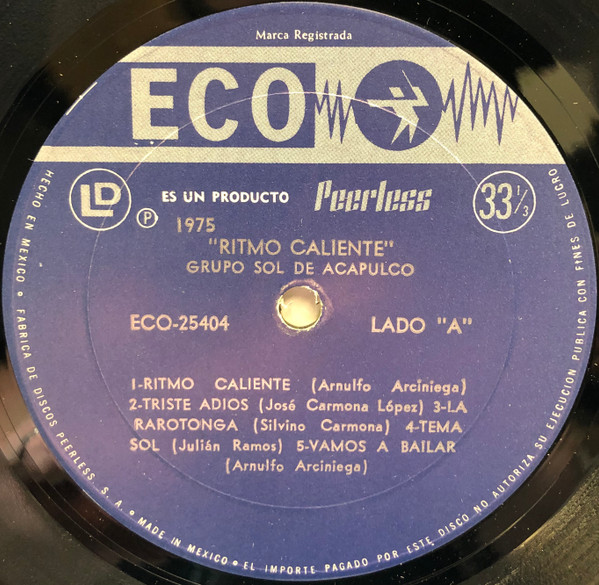 Marca Registrada
ECO
LD
ES UN PRODUCTO Peerless
33 1/3
Ⓟ 1975
"RITMO CALIENTE"
GRUPO SOL DE ACAPULCO
ECO-25404 LADO "A"
1-RITMO CALIENTE (Arnulfo Arciniega)
2-TRISTE ADIOS (José Carmona López) 3-LA
RAROTONGA (Silvino Carmona) 4-TEMA
SOL (Julián Ramos) 5-VAMOS A BAILAR
(Arnulfo Arciniega)
HECHO EN MEXICO • FABRICA DE DISCOS PEERLESS, S. A. • MADE IN MEXICO • EL IMPORTE PAGADO POR ESTE DISCO NO AUTORIZA SU EJECUCION PUBLICA CON FINES DE LUCRO